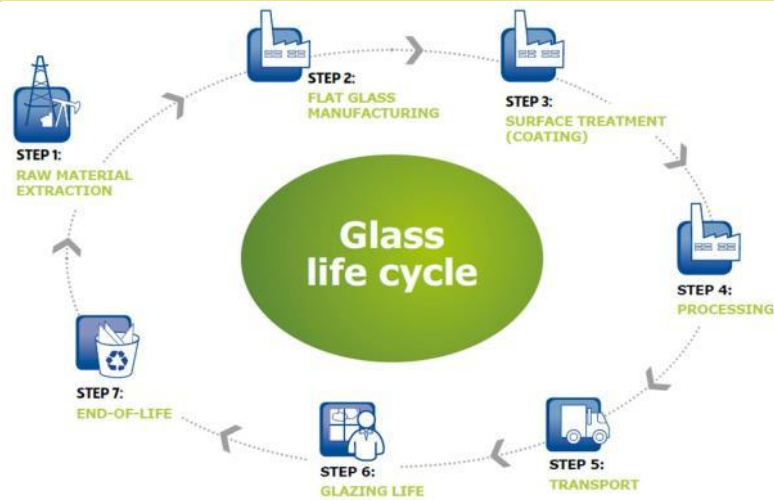 Glass
life cycle
STEP 1:
RAW MATERIAL
EXTRACTION
STEP 2:
FLAT GLASS
MANUFACTURING
STEP 3:
SURFACE TREATMENT
(COATING)
STEP 4:
PROCESSING
STEP 5:
TRANSPORT
STEP 6:
GLAZING LIFE
STEP 7:
END-OF-LIFE